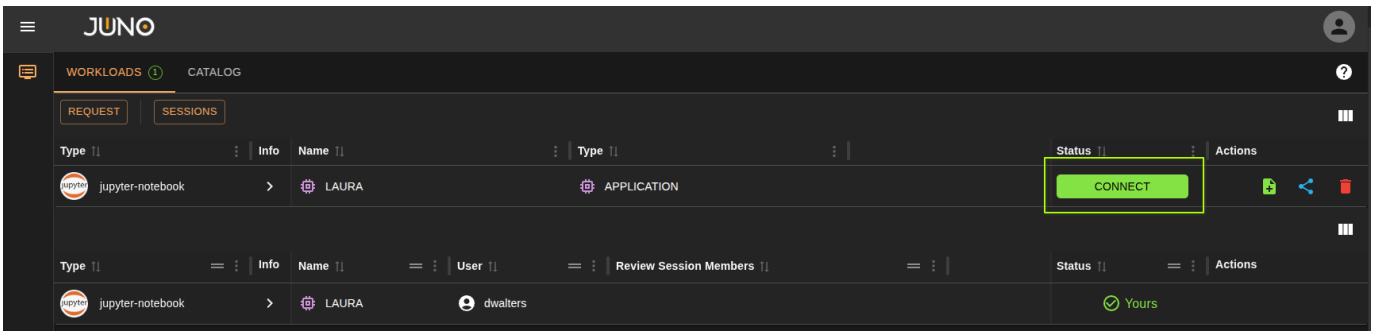 JUNO
WORKLOADS 1 CATALOG
REQUEST SESSIONS
Type Info Name Type Status Actions
jupyter jupyter-notebook LAURA APPLICATION CONNECT
Type Info Name User Review Session Members Status Actions
jupyter jupyter-notebook LAURA dwalters Yours